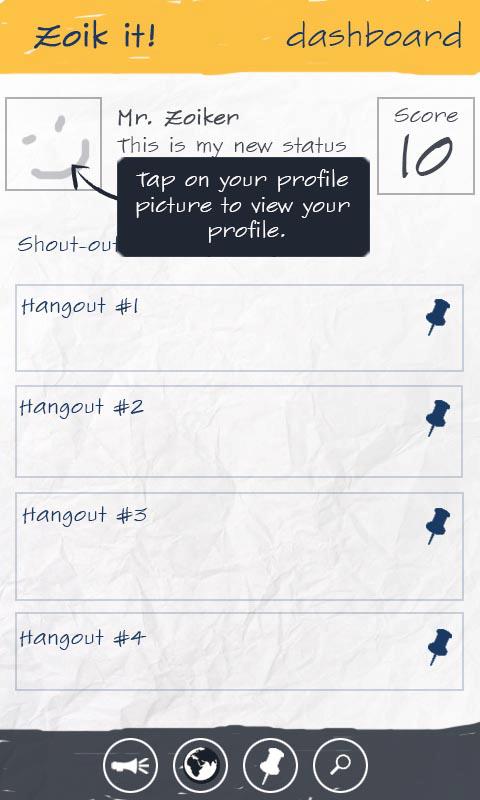 Zoik it! dashboard
Mr. Zoiker
Score
This is my new status
10
Tap on your profile
picture to view your
profile.
Shout-out
Hangout #1
Hangout #2
Hangout #3
Hangout #4